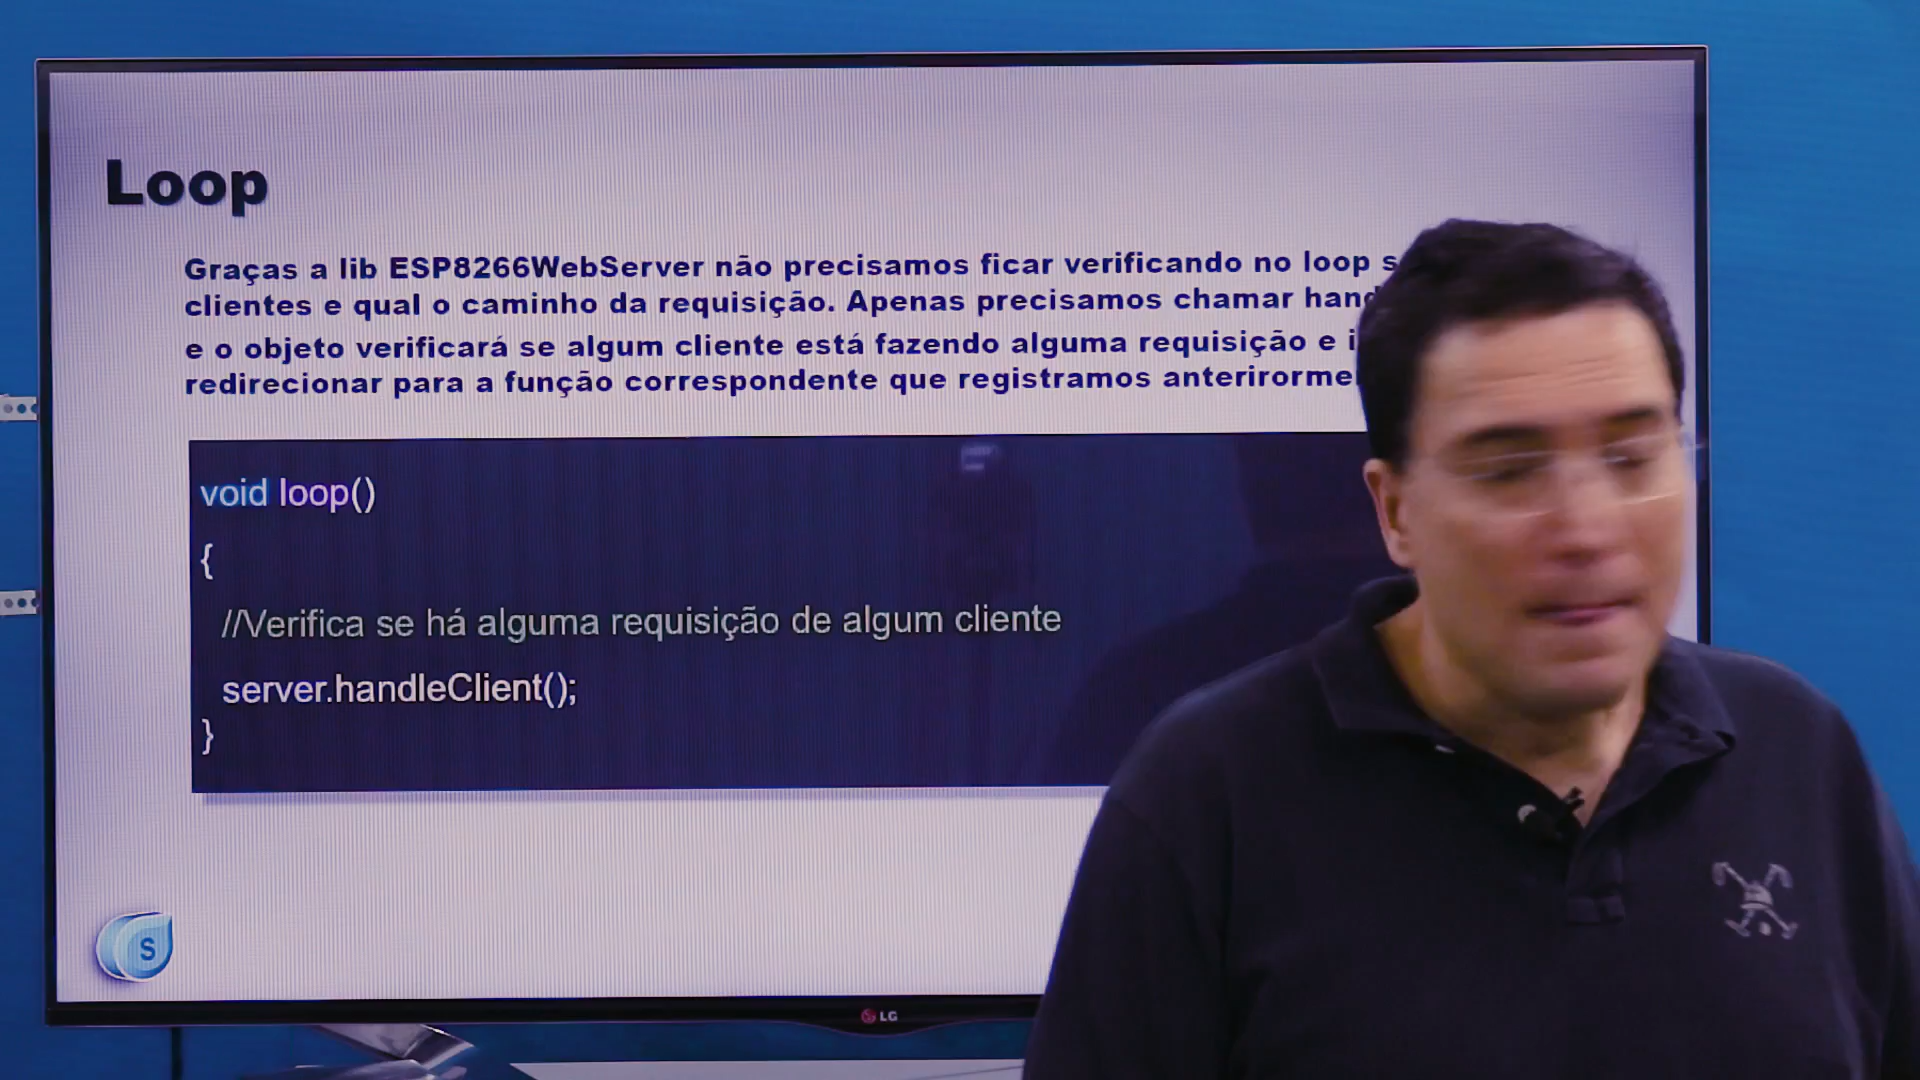 Loop
Graças a lib ESP8266WebServer não precisamos ficar verificando no loop
clientes e qual o caminho da requisição. Apenas precisamos chamar
e o objeto verificará se algum cliente está fazendo alguma requisição e
redirecionar para a função correspondente que registramos
void loop()
{
//Verifica se há alguma requisição de algum cliente
server.handleClient();
}
S
LG